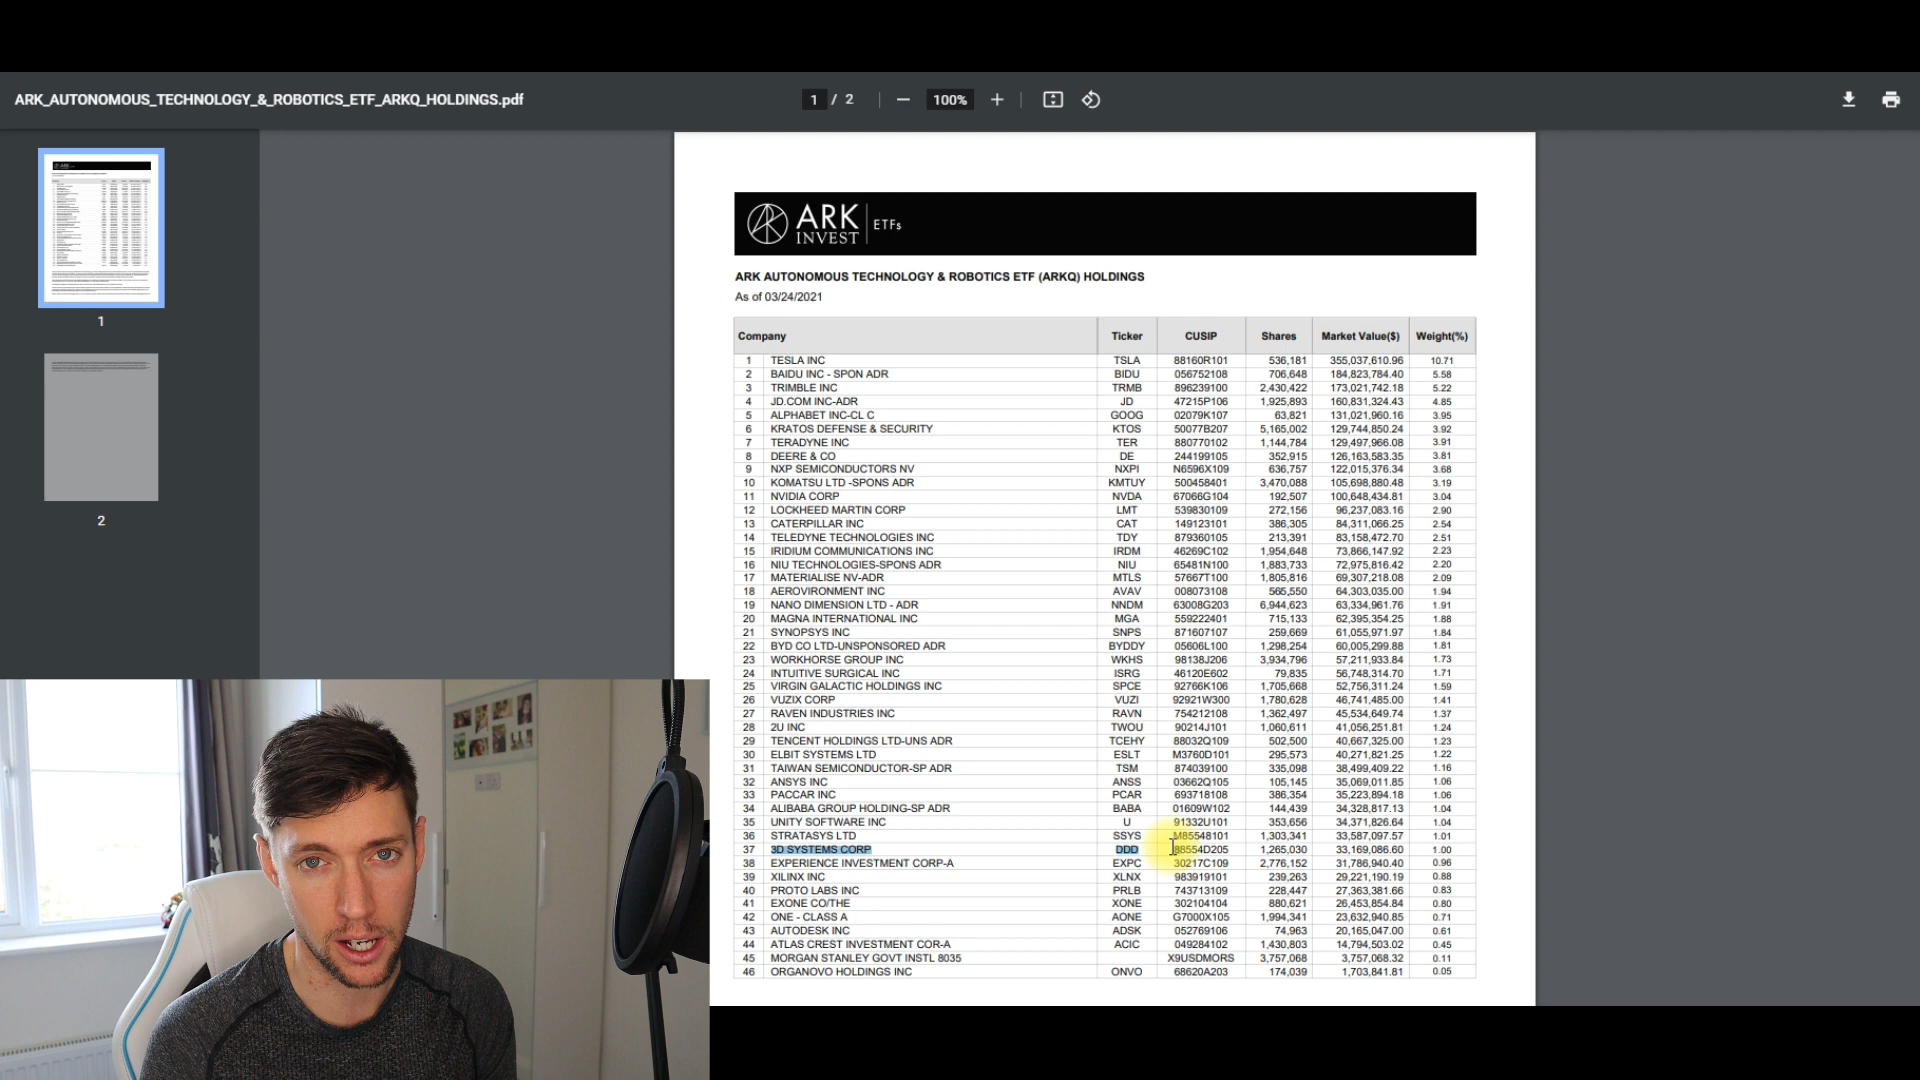 ARK_AUTONOMOUS_TECHNOLOGY_&_ROBOTICS_ETF_ARKQ_HOLDINGS.pdf
1 / 2
100%
1
2
ARK INVEST ETFs
ARK AUTONOMOUS TECHNOLOGY & ROBOTICS ETF (ARKQ) HOLDINGS
As of 03/24/2021
Company Ticker CUSIP Shares Market Value($) Weight(%)
1 TESLA INC TSLA 88160R101 536,181 355,037,610.96 10.71
2 BAIDU INC - SPON ADR BIDU 056752108 706,648 184,823,784.40 5.58
3 TRIMBLE INC TRMB 896239100 2,430,422 173,021,742.18 5.22
4 JD.COM INC-ADR JD 47215P106 1,925,893 160,831,324.43 4.85
5 ALPHABET INC-CL C GOOG 02079K107 63,821 131,021,960.16 3.95
6 KRATOS DEFENSE & SECURITY KTOS 50077B207 5,165,002 129,744,850.24 3.92
7 TERADYNE INC TER 880770102 1,144,784 129,497,966.08 3.91
8 DEERE & CO DE 244199105 352,915 126,163,583.35 3.81
9 NXP SEMICONDUCTORS NV NXPI N6596X109 636,757 122,015,376.34 3.68
10 KOMATSU LTD -SPONS ADR KMTUY 500458401 3,470,088 105,698,880.48 3.19
11 NVIDIA CORP NVDA 67066G104 192,507 100,648,434.81 3.04
12 LOCKHEED MARTIN CORP LMT 539830109 272,156 96,237,083.16 2.90
13 CATERPILLAR INC CAT 149123101 386,305 84,311,066.25 2.54
14 TELEDYNE TECHNOLOGIES INC TDY 879360105 213,391 83,158,472.70 2.51
15 IRIDIUM COMMUNICATIONS INC IRDM 46269C102 1,954,648 73,866,147.92 2.23
16 NIU TECHNOLOGIES-SPONS ADR NIU 65481N100 1,883,733 72,975,816.42 2.20
17 MATERIALISE NV-ADR MTLS 57667T100 1,805,816 69,307,218.08 2.09
18 AEROVIRONMENT INC AVAV 008073108 565,550 64,303,035.00 1.94
19 NANO DIMENSION LTD - ADR NNDM 63008G203 6,944,623 63,334,961.76 1.91
20 MAGNA INTERNATIONAL INC MGA 559222401 715,133 62,395,354.25 1.88
21 SYNOPSYS INC SNPS 871607107 259,669 61,055,971.97 1.84
22 BYD CO LTD-UNSPONSORED ADR BYDDY 05606L100 1,298,254 60,005,299.88 1.81
23 WORKHORSE GROUP INC WKHS 98138J206 3,934,796 57,211,933.84 1.73
24 INTUITIVE SURGICAL INC ISRG 46120E602 79,835 56,748,314.70 1.71
25 VIRGIN GALACTIC HOLDINGS INC SPCE 92766K106 1,705,668 52,756,311.24 1.59
26 VUZIX CORP VUZI 92921W300 1,780,628 46,741,485.00 1.41
27 RAVEN INDUSTRIES INC RAVN 754212108 1,362,497 45,534,649.74 1.37
28 2U INC TWOU 90214J101 1,060,611 41,056,251.81 1.24
29 TENCENT HOLDINGS LTD-UNS ADR TCEHY 88032Q109 502,500 40,667,325.00 1.23
30 ELBIT SYSTEMS LTD ESLT M3760D101 295,573 40,271,821.25 1.22
31 TAIWAN SEMICONDUCTOR-SP ADR TSM 874039100 335,098 38,499,409.22 1.16
32 ANSYS INC ANSS 03662Q105 105,145 35,069,011.85 1.06
33 PACCAR INC PCAR 693718108 386,354 35,223,894.18 1.06
34 ALIBABA GROUP HOLDING-SP ADR BABA 01609W102 144,439 34,328,817.13 1.04
35 UNITY SOFTWARE INC U 91332U101 353,656 34,371,826.64 1.04
36 STRATASYS LTD SSYS M85548101 1,303,341 33,587,097.57 1.01
37 3D SYSTEMS CORP DDD 88554D205 1,265,030 33,169,086.60 1.00
38 EXPERIENCE INVESTMENT CORP-A EXPC 30217C109 2,776,152 31,786,940.40 0.96
39 XILINX INC XLNX 983919101 239,263 29,221,190.19 0.88
40 PROTO LABS INC PRLB 743713109 228,447 27,363,381.66 0.83
41 EXONE CO/THE XONE 302104104 880,621 26,453,854.84 0.80
42 ONE - CLASS A AONE G7000X105 1,994,341 23,632,940.85 0.71
43 AUTODESK INC ADSK 052769106 74,963 20,165,047.00 0.61
44 ATLAS CREST INVESTMENT COR-A ACIC 049284102 1,430,803 14,794,503.02 0.45
45 MORGAN STANLEY GOVT INSTL 8035 X9USDMORS 3,757,068 3,757,068.32 0.11
46 ORGANOVO HOLDINGS INC ONVO 68620A203 174,039 1,703,841.81 0.05